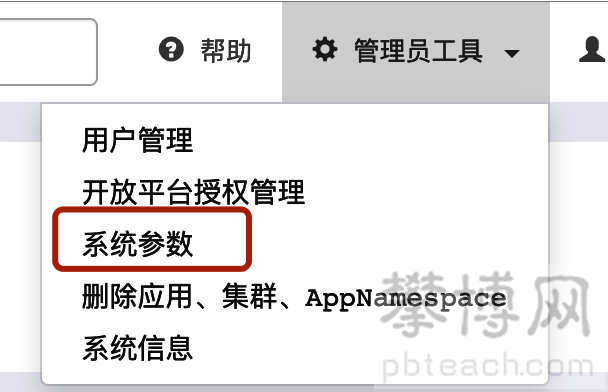 帮助 管理员工具
用户管理
开放平台授权管理
系统参数
删除应用、集群、AppNamespace
系统信息
攀博网
pbteach.com